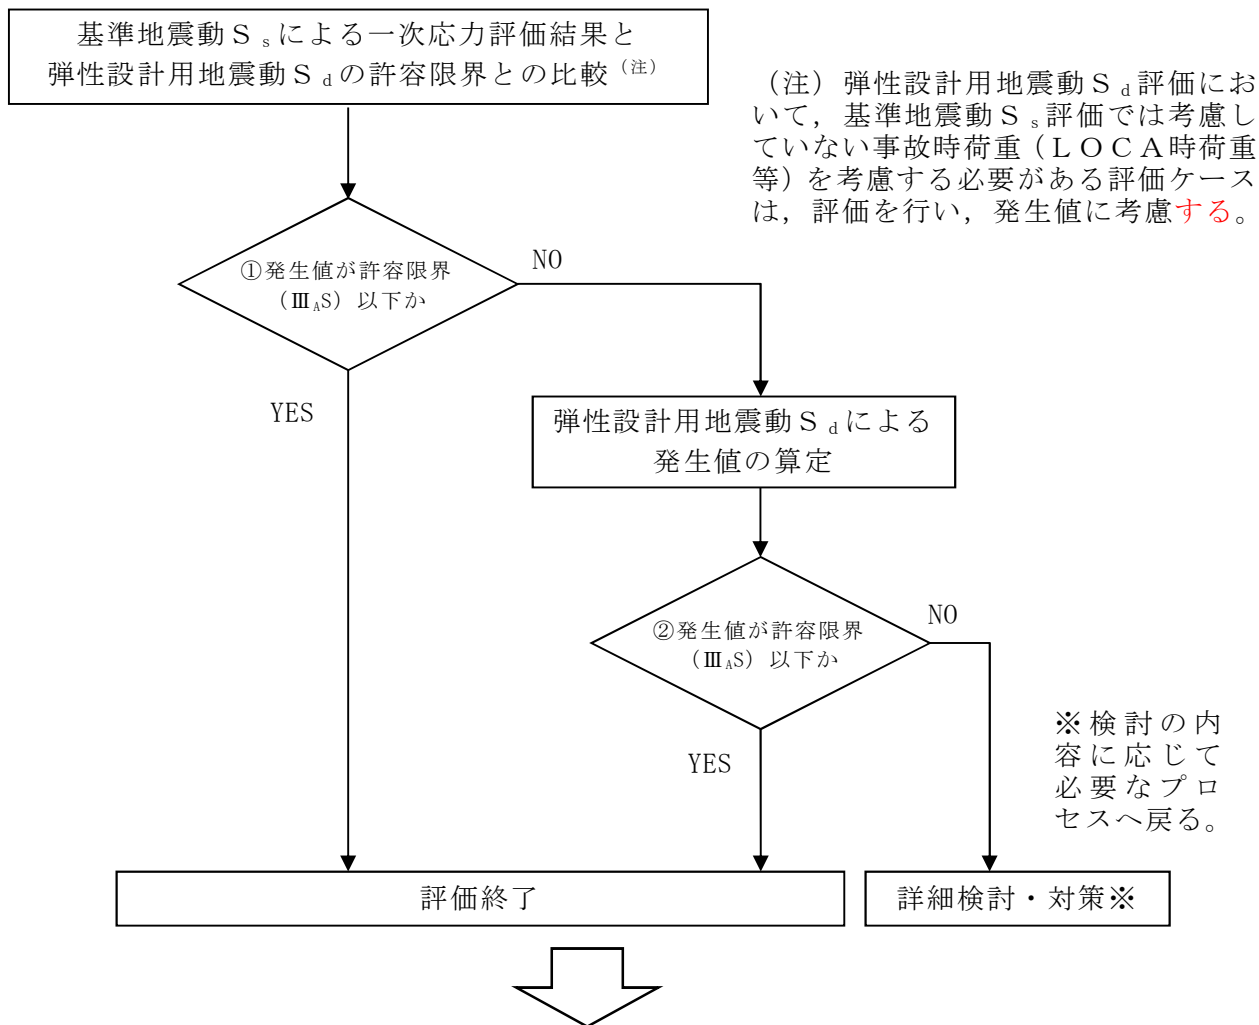 基準地震動Ｓsによる一次応力評価結果と
弾性設計用地震動Ｓdの許容限界との比較（注）
（注）弾性設計用地震動Ｓd評価にお
いて，基準地震動Ｓs評価では考慮し
ていない事故時荷重（ＬＯＣＡ時荷重
等）を考慮する必要がある評価ケース
は，評価を行い，発生値に考慮する。
①発生値が許容限界
（ⅢAS）以下か
NO
YES
弾性設計用地震動Ｓdによる
発生値の算定
②発生値が許容限界
（ⅢAS）以下か
NO
YES
※検討の内
容に応じて
必要なプロ
セスへ戻る。
評価終了
詳細検討・対策※